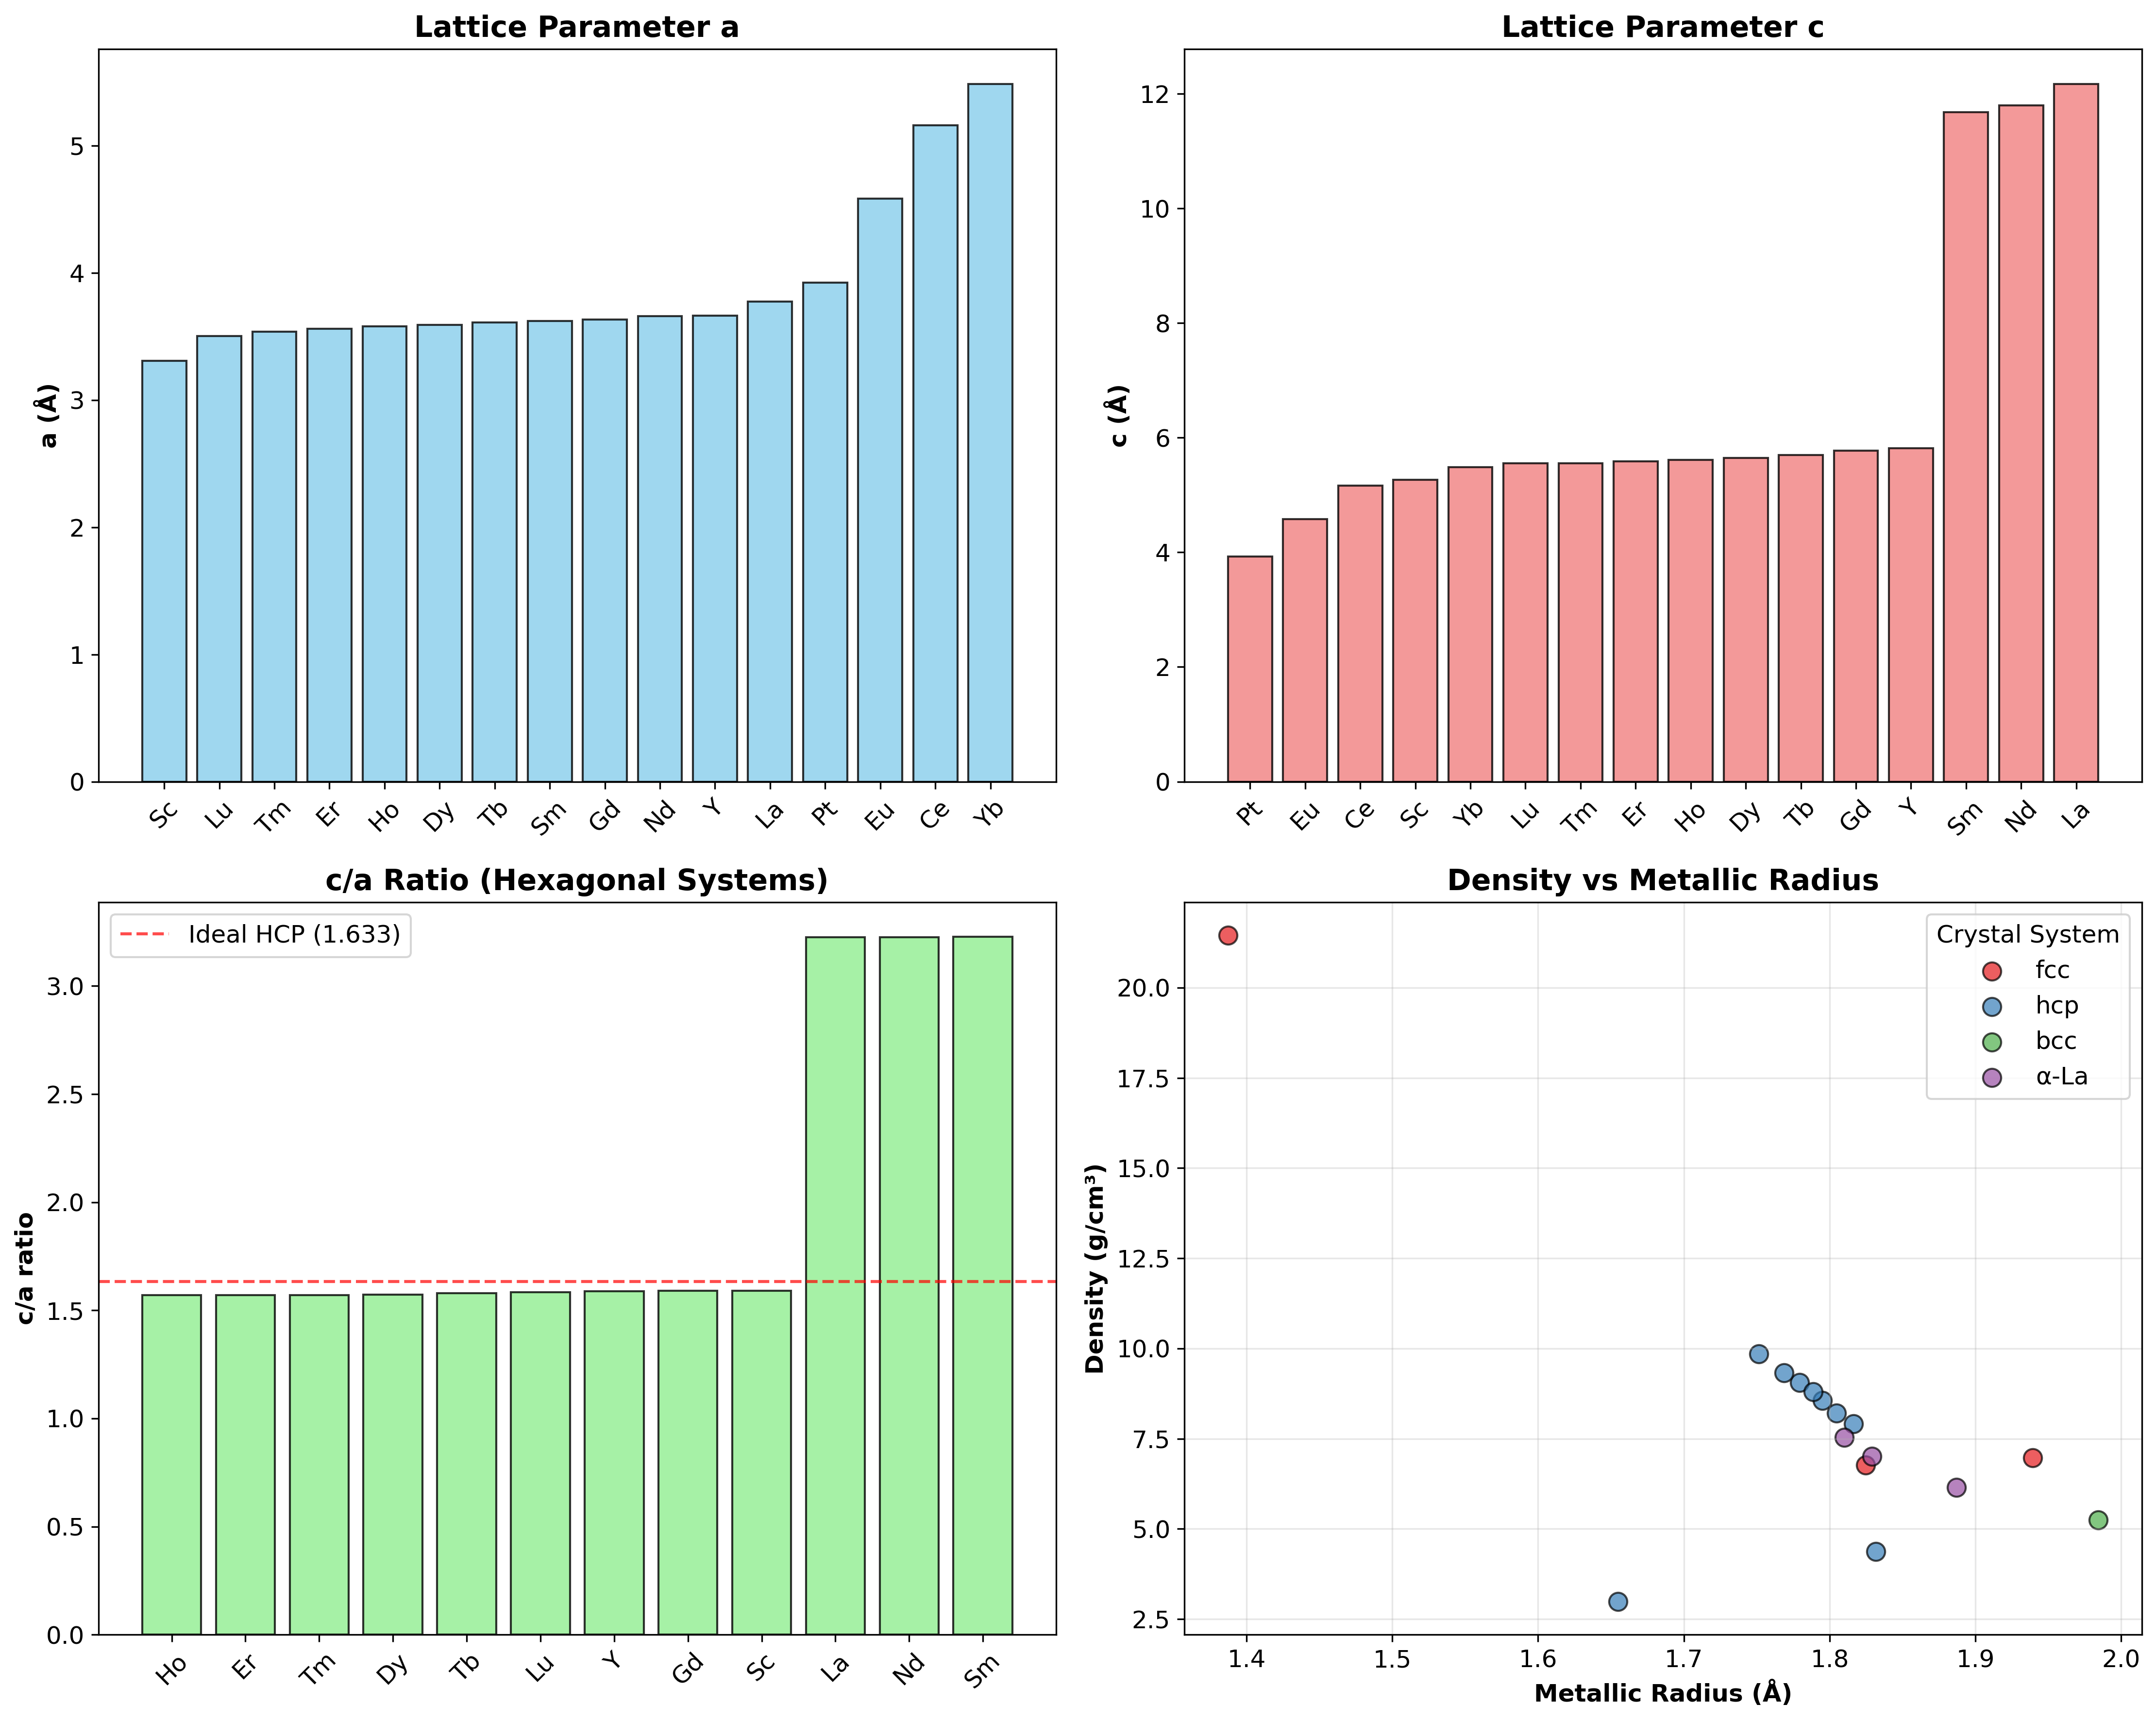 Lattice Parameter a
a (Å)
5
4
3
2
1
0
Sc Lu Tm Er Ho Dy Tb Sm Gd Nd Y La Pt Eu Ce Yb
Lattice Parameter c
c (Å)
12
10
8
6
4
2
0
Pt Eu Ce Sc Yb Lu Tm Er Ho Dy Tb Gd Y Sm Nd La
c/a Ratio (Hexagonal Systems)
Ideal HCP (1.633)
c/a ratio
3.0
2.5
2.0
1.5
1.0
0.5
0.0
Ho Er Tm Dy Tb Lu Y Gd Sc La Nd Sm
Density vs Metallic Radius
Crystal System
fcc
hcp
bcc
α-La
Density (g/cm³)
20.0
17.5
15.0
12.5
10.0
7.5
5.0
2.5
1.4 1.5 1.6 1.7 1.8 1.9 2.0
Metallic Radius (Å)